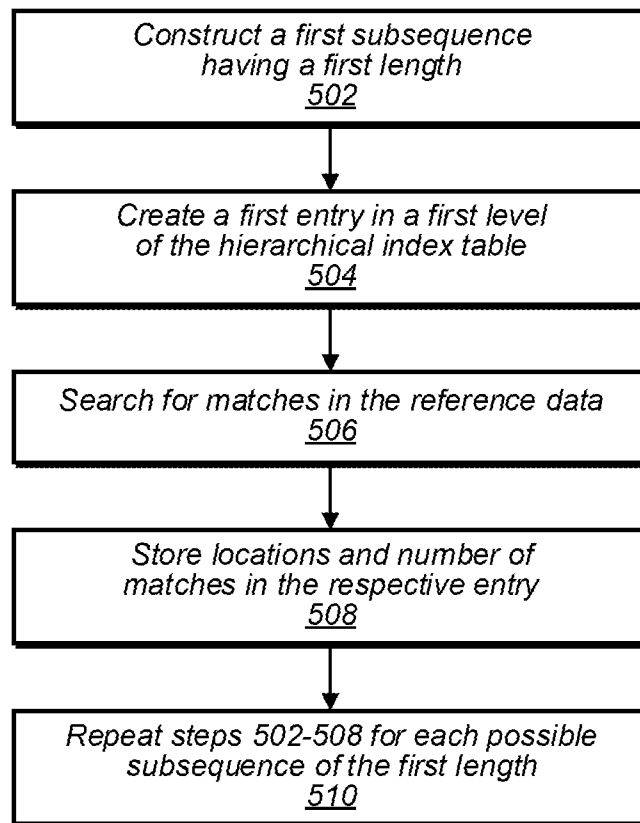 Construct a first subsequence
having a first length
502
Create a first entry in a first level
of the hierarchical index table
504
Search for matches in the reference data
506
Store locations and number of
matches in the respective entry
508
Repeat steps 502-508 for each possible
subsequence of the first length
510